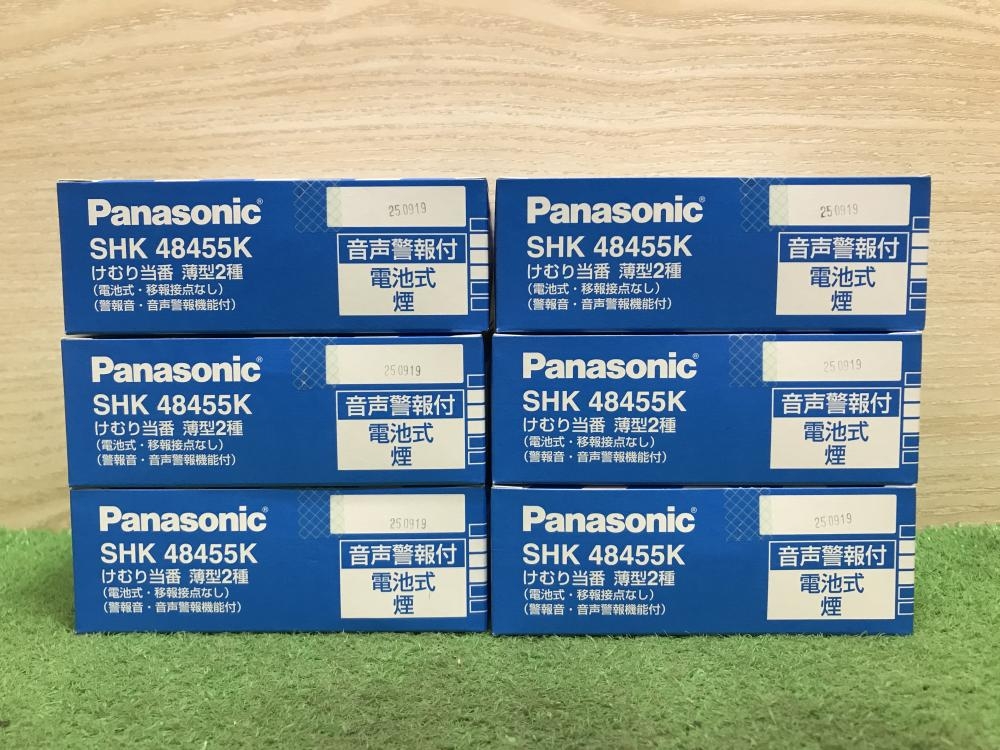 Panasonic®
250919
SHK 48455K
けむり当番 薄型2種
(電池式・移報接点なし)
(警報音・音声警報機能付)
音声警報付
電池式
煙
Panasonic®
250919
SHK 48455K
けむり当番 薄型2種
(電池式・移報接点なし)
(警報音・音声警報機能付)
音声警報付
電池式
煙
Panasonic®
250919
SHK 48455K
けむり当番 薄型2種
(電池式・移報接点なし)
(警報音・音声警報機能付)
音声警報付
電池式
煙
Panasonic®
250919
SHK 48455K
けむり当番 薄型2種
(電池式・移報接点なし)
(警報音・音声警報機能付)
音声警報付
電池式
煙
Panasonic®
250919
SHK 48455K
けむり当番 薄型2種
(電池式・移報接点なし)
(警報音・音声警報機能付)
音声警報付
電池式
煙
Panasonic®
250919
SHK 48455K
けむり当番 薄型2種
(電池式・移報接点なし)
(警報音・音声警報機能付)
音声警報付
電池式
煙